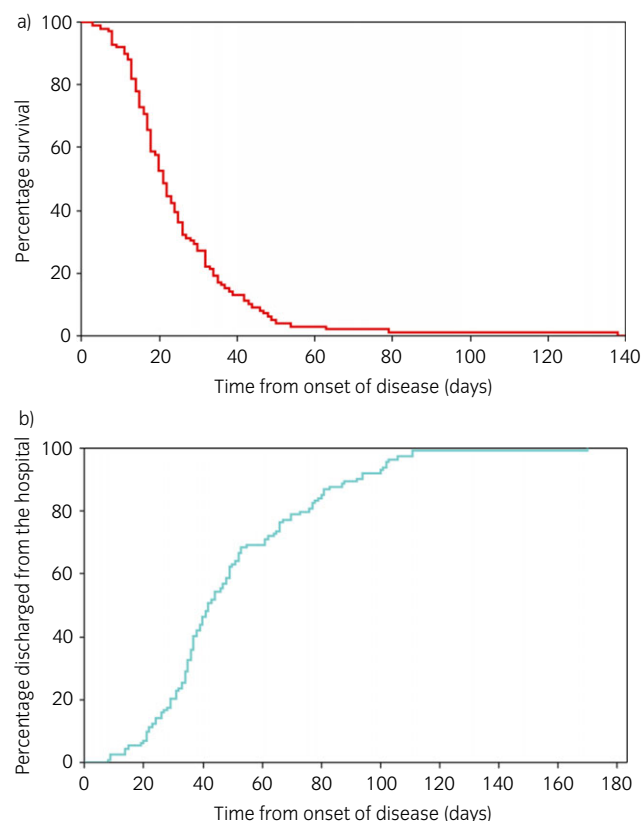 a)
100
80
60
40
20
0
Percentage survival
0 20 40 60 80 100 120 140
Time from onset of disease (days)
b)
100
80
60
40
20
0
Percentage discharged from the hospital
0 20 40 60 80 100 120 140 160 180
Time from onset of disease (days)